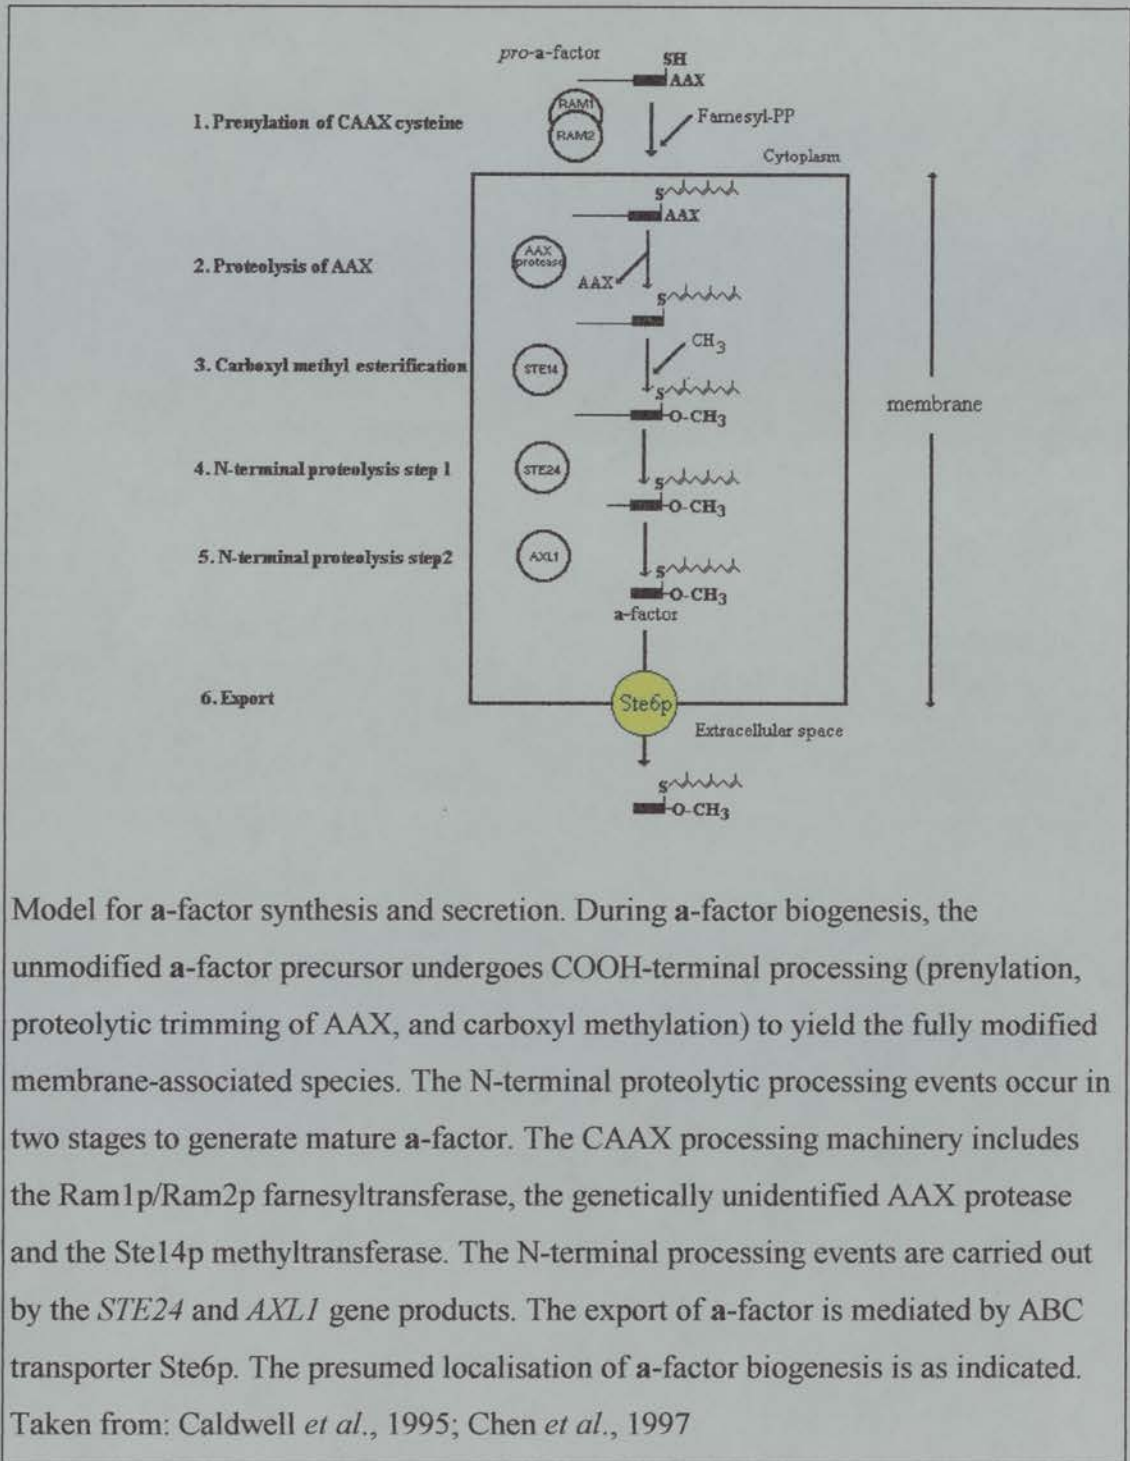 pro-a-factor
SH
AAX
1. Prenylation of CAAX cysteine
RAM1
RAM2
Farnesyl-PP
Cytoplasm
S
AAX
2. Proteolysis of AAX
AAX protease
AAX
S
3. Carboxyl methyl esterification
STE14
CH3
S
O-CH3
membrane
4. N-terminal proteolysis step 1
STE24
S
O-CH3
5. N-terminal proteolysis step2
AXL1
S
O-CH3
a-factor
6. Export
Ste6p
Extracellular space
S
O-CH3
Model for a-factor synthesis and secretion. During a-factor biogenesis, the
unmodified a-factor precursor undergoes COOH-terminal processing (prenylation,
proteolytic trimming of AAX, and carboxyl methylation) to yield the fully modified
membrane-associated species. The N-terminal proteolytic processing events occur in
two stages to generate mature a-factor. The CAAX processing machinery includes
the Ram1p/Ram2p farnesyltransferase, the genetically unidentified AAX protease
and the Ste14p methyltransferase. The N-terminal processing events are carried out
by the STE24 and AXL1 gene products. The export of a-factor is mediated by ABC
transporter Ste6p. The presumed localisation of a-factor biogenesis is as indicated.
Taken from: Caldwell et al., 1995; Chen et al., 1997